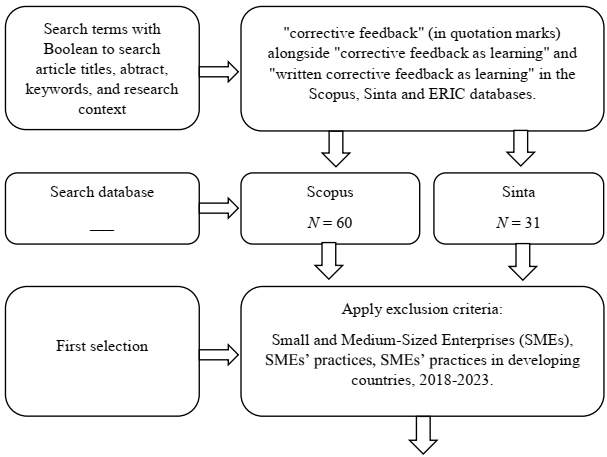 Search terms with
Boolean to search
article titles, abtract,
keywords, and research
context
"corrective feedback" (in quotation marks)
alongside "corrective feedback as learning" and
"written corrective feedback as learning" in the
Scopus, Sinta and ERIC databases.
Search database
___
Scopus
N = 60
Sinta
N = 31
First selection
Apply exclusion criteria:
Small and Medium-Sized Enterprises (SMEs),
SMEs’ practices, SMEs’ practices in developing
countries, 2018-2023.